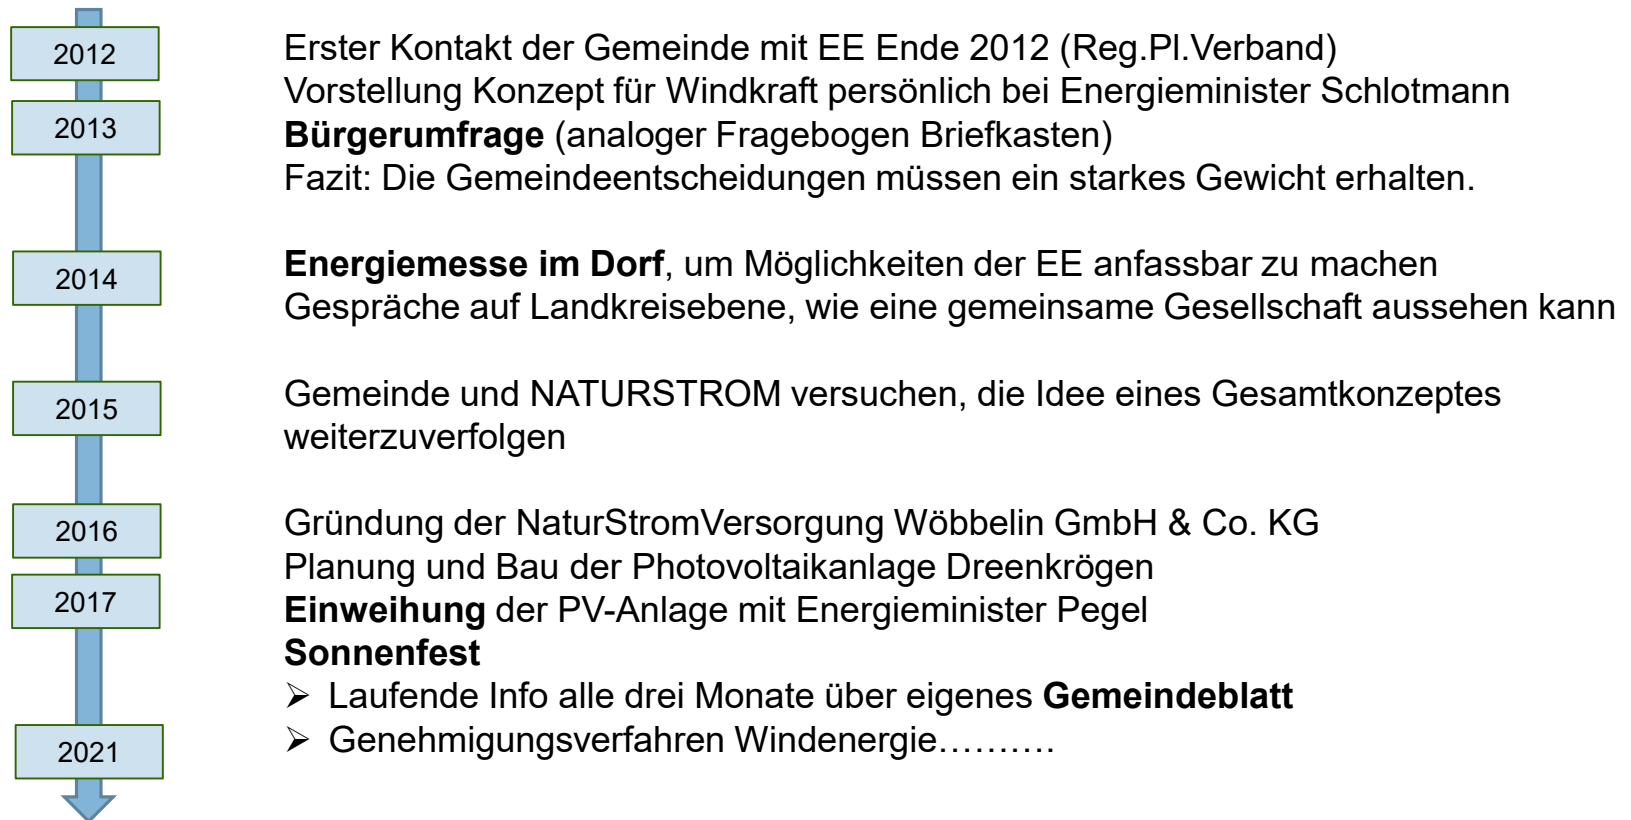 2012
Erster Kontakt der Gemeinde mit EE Ende 2012 (Reg.Pl.Verband)
Vorstellung Konzept für Windkraft persönlich bei Energieminister Schlotmann
2013
Bürgerumfrage (analoger Fragebogen Briefkasten)
Fazit: Die Gemeindeentscheidungen müssen ein starkes Gewicht erhalten.
2014
Energiemesse im Dorf, um Möglichkeiten der EE anfassbar zu machen
Gespräche auf Landkreisebene, wie eine gemeinsame Gesellschaft aussehen kann
2015
Gemeinde und NATURSTROM versuchen, die Idee eines Gesamtkonzeptes
weiterzuverfolgen
2016
Gründung der NaturStromVersorgung Wöbbelin GmbH & Co. KG
Planung und Bau der Photovoltaikanlage Dreenkrögen
2017
Einweihung der PV-Anlage mit Energieminister Pegel
Sonnenfest
➢ Laufende Info alle drei Monate über eigenes Gemeindeblatt
2021
➢ Genehmigungsverfahren Windenergie……….